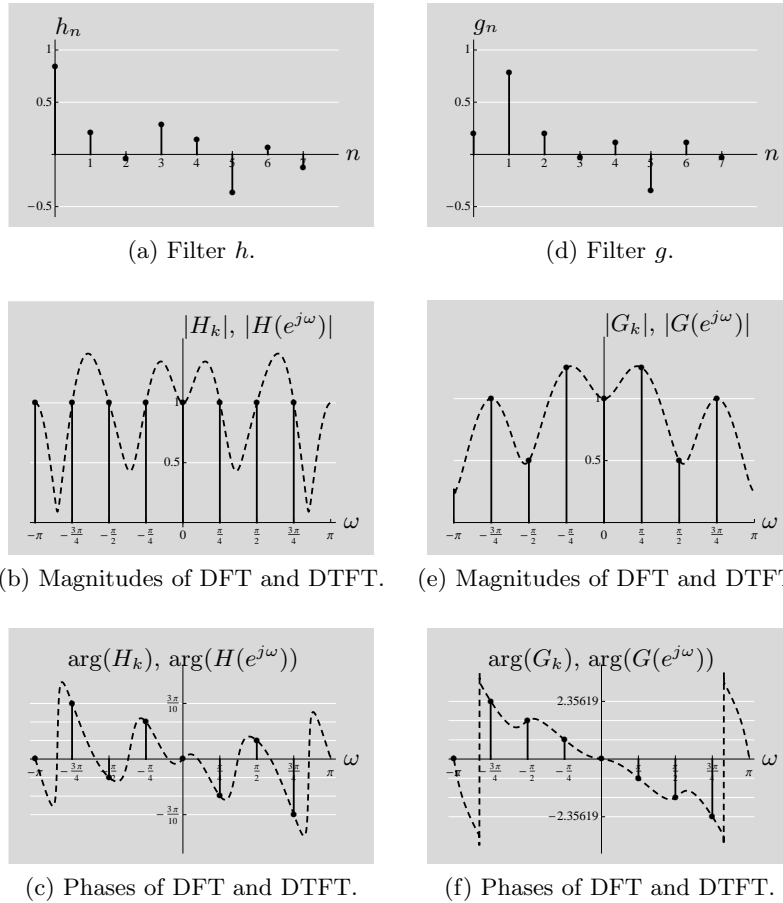 h_n
1
0.5
1 2 3 4 5 6 7
n
−0.5
(a) Filter h.
g_n
1
0.5
1 2 3 4 5 6 7
n
−0.5
(d) Filter g.
|H_k|, |H(e^{jω})|
1
0.5
−π −3π/4 −π/2 −π/4 0 π/4 π/2 3π/4 π
ω
(b) Magnitudes of DFT and DTFT.
|G_k|, |G(e^{jω})|
1
0.5
−π −3π/4 −π/2 −π/4 0 π/4 π/2 3π/4 π
ω
(e) Magnitudes of DFT and DTFT
arg(H_k), arg(H(e^{jω}))
3π/10
−π −3π/4 −π/2 −π/4 π/4 π/2 3π/4 π
ω
−3π/10
(c) Phases of DFT and DTFT.
arg(G_k), arg(G(e^{jω}))
2.35619
−π −3π/4 −π/2 −π/4 π/4 π/2 3π/4 π
ω
−2.35619
(f) Phases of DFT and DTFT.